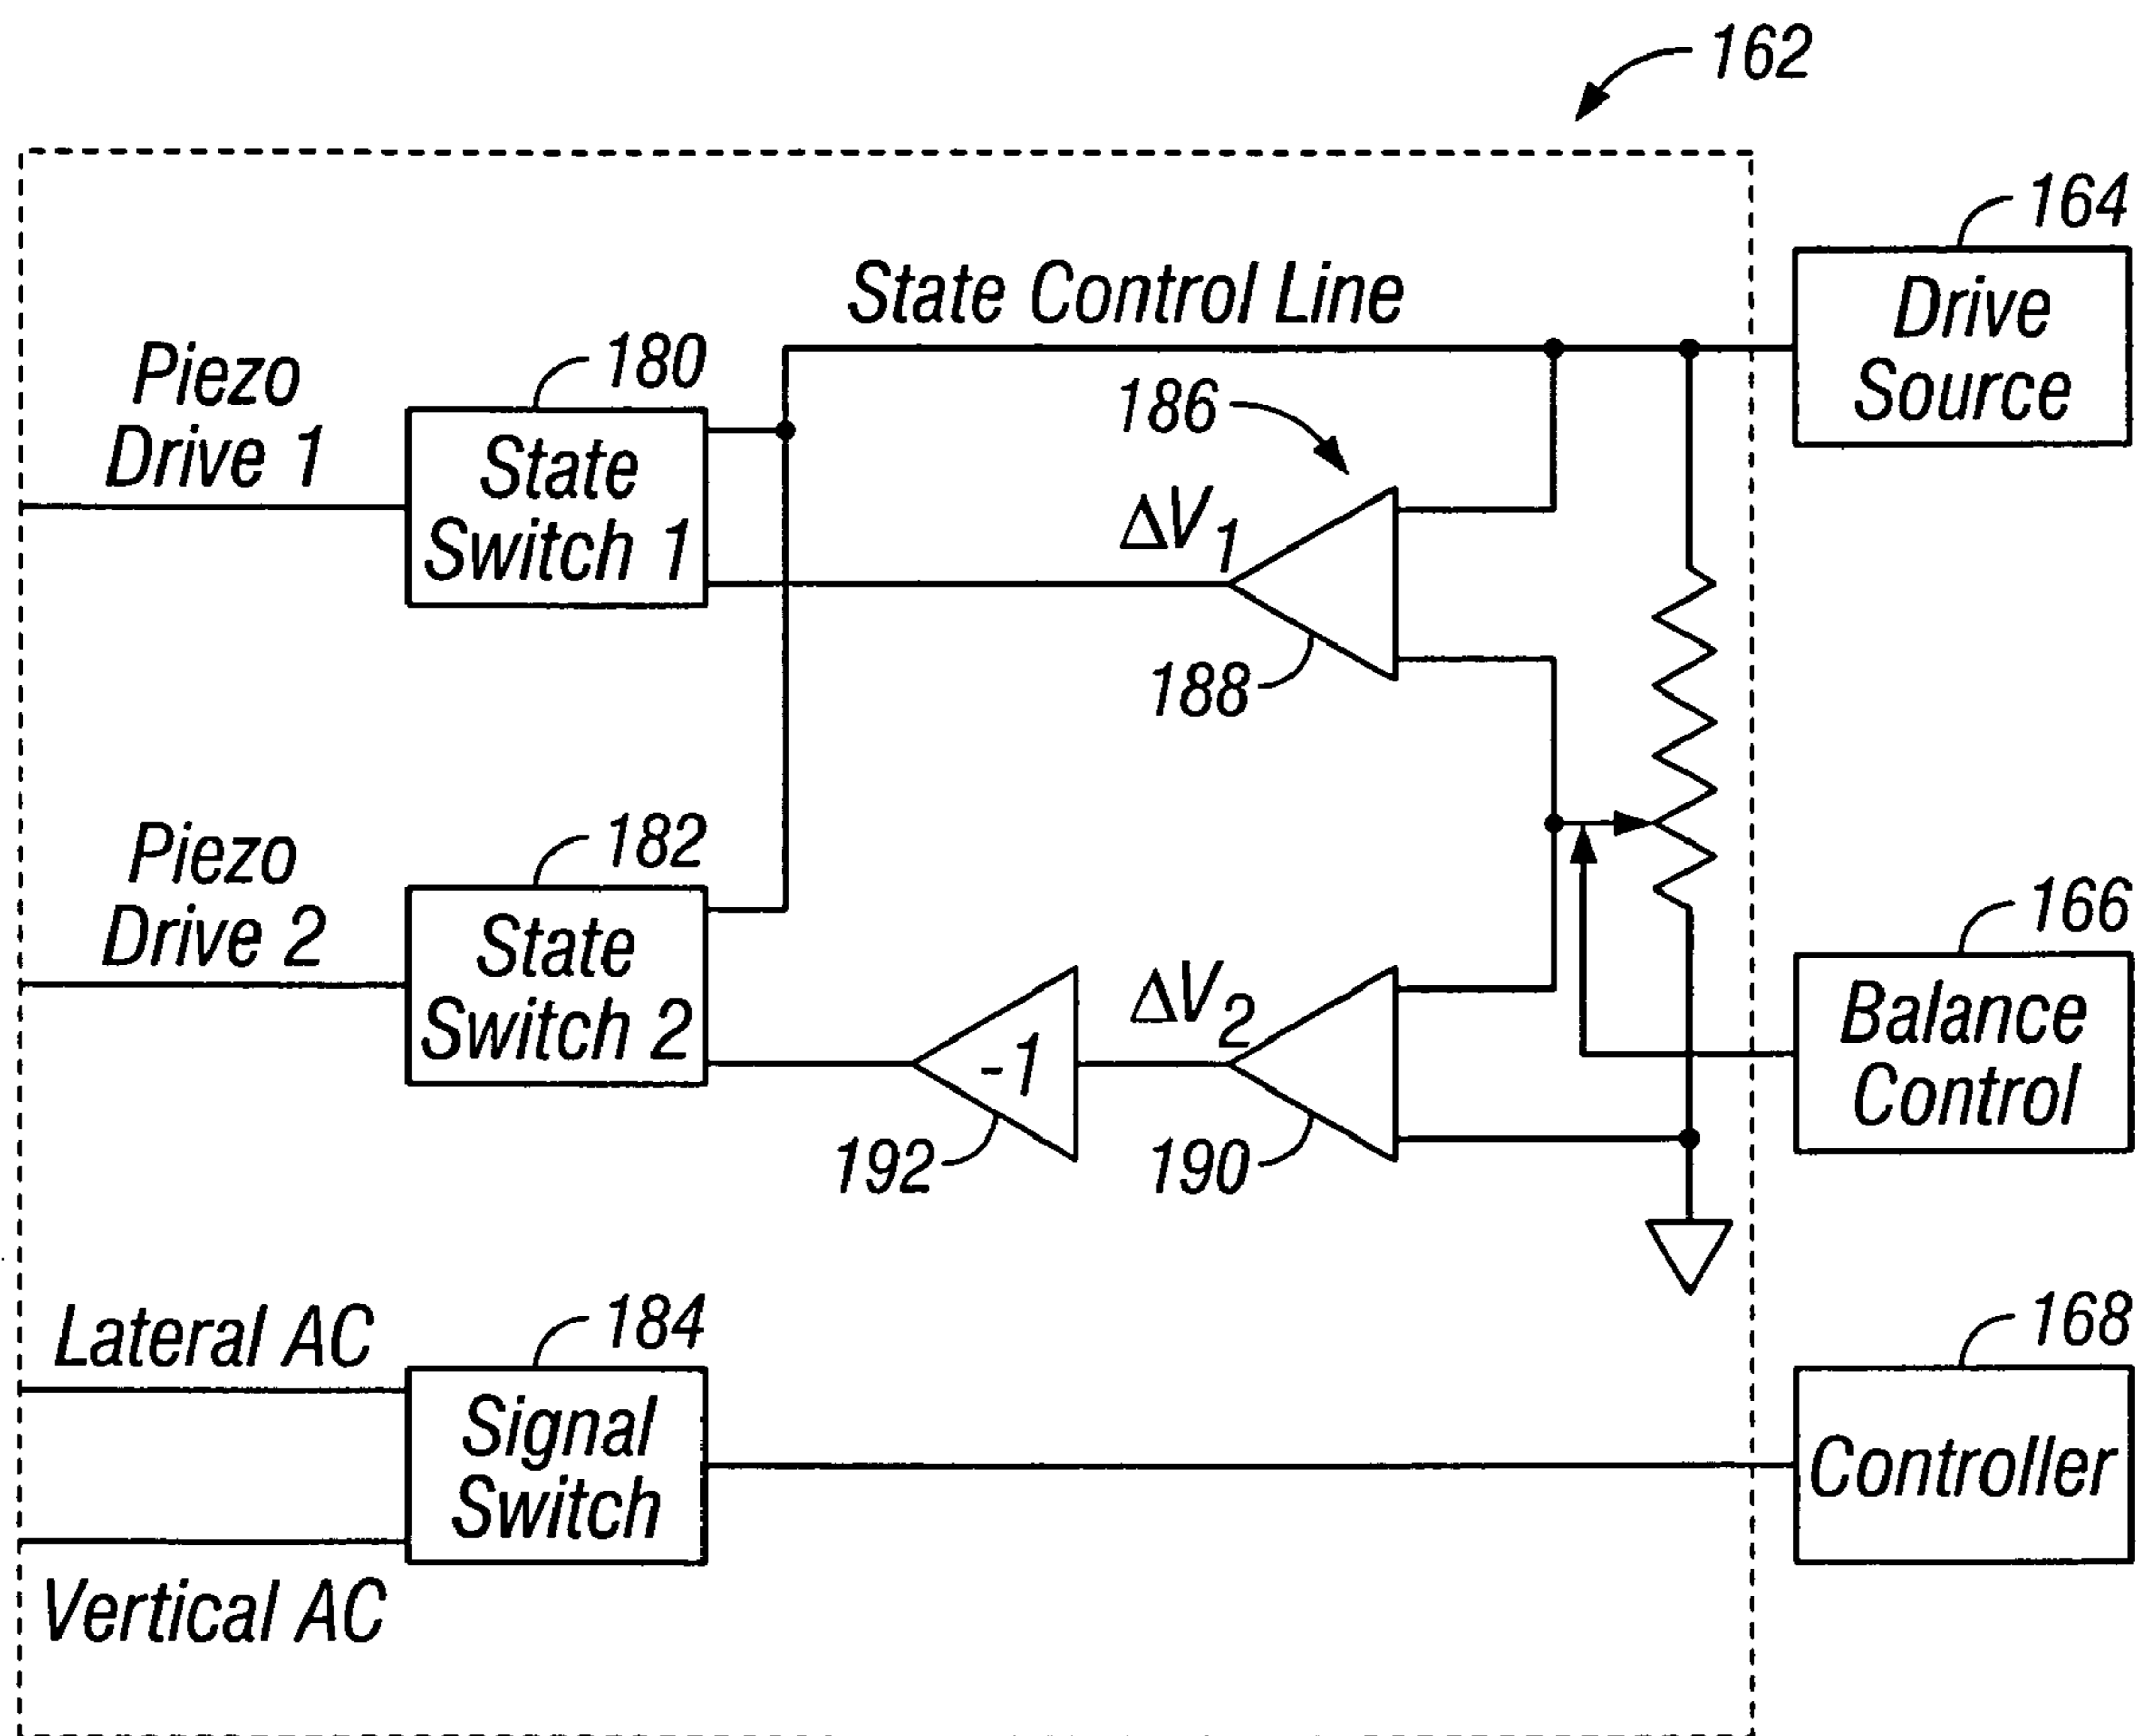 162
164
Drive
Source
State Control Line
180
Piezo
Drive 1
State
Switch 1
186
ΔV1
188
182
Piezo
Drive 2
State
Switch 2
166
Balance
Control
ΔV2
-1
192
190
184
Lateral AC
Signal
Switch
168
Controller
Vertical AC